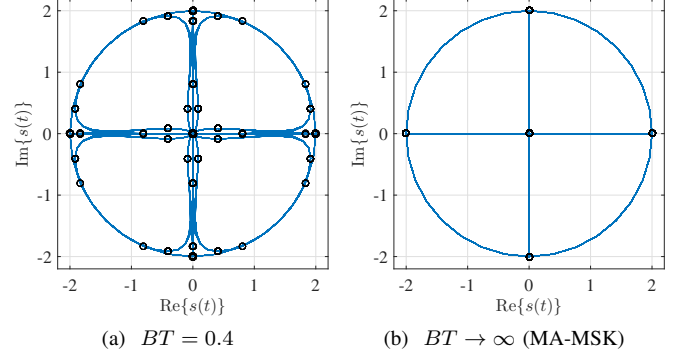 2
1
0
-1
-2
Im{s(t)}
-2 -1 0 1 2
Re{s(t)}
(a) BT = 0.4
2
1
0
-1
-2
Im{s(t)}
-2 -1 0 1 2
Re{s(t)}
(b) BT → ∞ (MA-MSK)